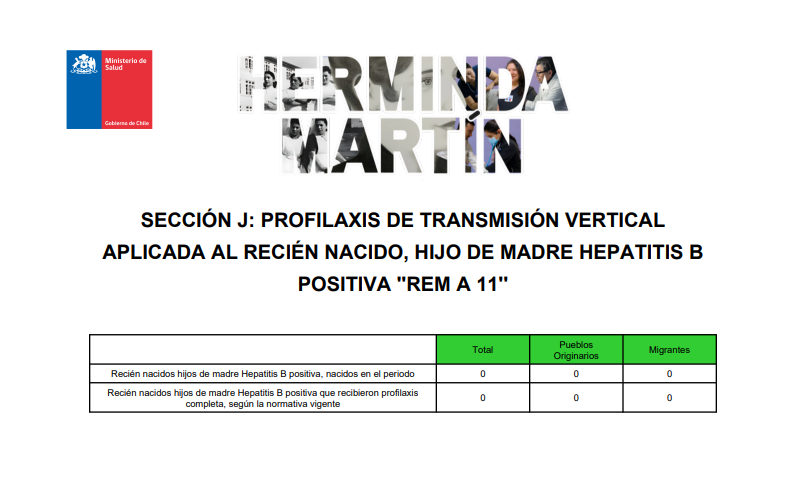 Ministerio de
Salud
Gobierno de Chile
HERMINDA
MARTÍN
SECCIÓN J: PROFILAXIS DE TRANSMISIÓN VERTICAL
APLICADA AL RECIÉN NACIDO, HIJO DE MADRE HEPATITIS B
POSITIVA "REM A 11"
Total Pueblos Originarios Migrantes
Recién nacidos hijos de madre Hepatitis B positiva, nacidos en el periodo 0 0 0
Recién nacidos hijos de madre Hepatitis B positiva que recibieron profilaxis
completa, según la normativa vigente 0 0 0